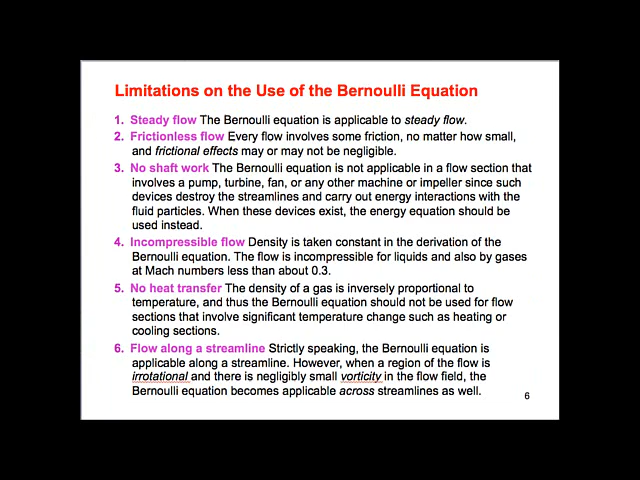 Limitations on the Use of the Bernoulli Equation
1. Steady flow The Bernoulli equation is applicable to steady flow.
2. Frictionless flow Every flow involves some friction, no matter how small,
and frictional effects may or may not be negligible.
3. No shaft work The Bernoulli equation is not applicable in a flow section that
involves a pump, turbine, fan, or any other machine or impeller since such
devices destroy the streamlines and carry out energy interactions with the
fluid particles. When these devices exist, the energy equation should be
used instead.
4. Incompressible flow Density is taken constant in the derivation of the
Bernoulli equation. The flow is incompressible for liquids and also by gases
at Mach numbers less than about 0.3.
5. No heat transfer The density of a gas is inversely proportional to
temperature, and thus the Bernoulli equation should not be used for flow
sections that involve significant temperature change such as heating or
cooling sections.
6. Flow along a streamline Strictly speaking, the Bernoulli equation is
applicable along a streamline. However, when a region of the flow is
irrotational and there is negligibly small vorticity in the flow field, the
Bernoulli equation becomes applicable across streamlines as well.
6